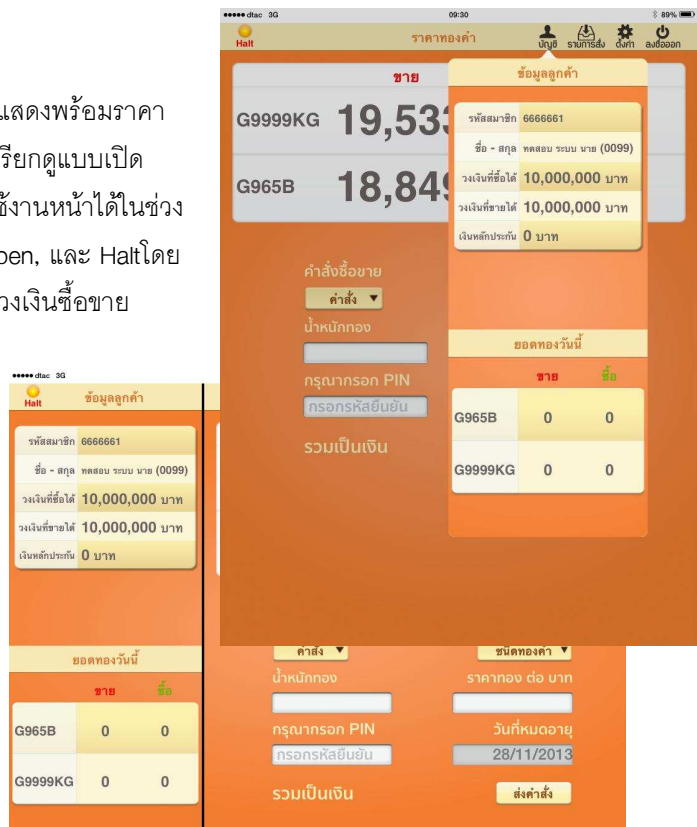 dtac 3G 09:30 89%
Halt ราคาทองคำ บัญชี รายการสั่ง ตั้งค่า ลงชื่อออก
ขาย
G9999KG 19,533
G965B 18,849
ข้อมูลลูกค้า
รหัสสมาชิก 6666661
ชื่อ - สกุล ทดสอบ ระบบ นาย (0099)
วงเงินที่ซื้อได้ 10,000,000 บาท
วงเงินที่ขายได้ 10,000,000 บาท
เงินหลักประกัน 0 บาท
คำสั่งซื้อขาย
คำสั่ง
น้ำหนักทอง
กรุณากรอก PIN
กรอกรหัสยืนยัน
รวมเป็นเงิน
ยอดทองวันนี้
ขาย ซื้อ
G965B 0 0
G9999KG 0 0
แสดงพร้อมราคา
รียกดูแบบเปิด
ช้งานหน้าได้ในช่วง
pen, และ Haltโดย
วงเงินซื้อขาย
dtac 3G
Halt ข้อมูลลูกค้า
รหัสสมาชิก 6666661
ชื่อ - สกุล ทดสอบ ระบบ นาย (0099)
วงเงินที่ซื้อได้ 10,000,000 บาท
วงเงินที่ขายได้ 10,000,000 บาท
เงินหลักประกัน 0 บาท
ยอดทองวันนี้
ขาย ซื้อ
G965B 0 0
G9999KG 0 0
คำสั่ง ชนิดทองคำ
น้ำหนักทอง ราคาทอง ต่อ บาท
กรุณากรอก PIN วันที่หมดอายุ
กรอกรหัสยืนยัน 28/11/2013
รวมเป็นเงิน ส่งคำสั่ง